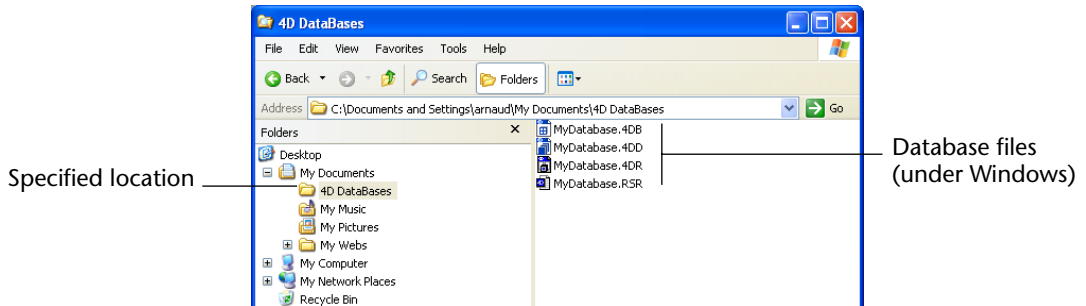 4D DataBases
File Edit View Favorites Tools Help
Back Search Folders
Address C:\Documents and Settings\arnaud\My Documents\4D DataBases Go
Folders x
Desktop
My Documents
4D DataBases
My Music
My Pictures
My Webs
My Computer
My Network Places
Recycle Bin
MyDatabase.4DB
MyDatabase.4DD
MyDatabase.4DR
MyDatabase.RSR
Specified location
Database files
(under Windows)